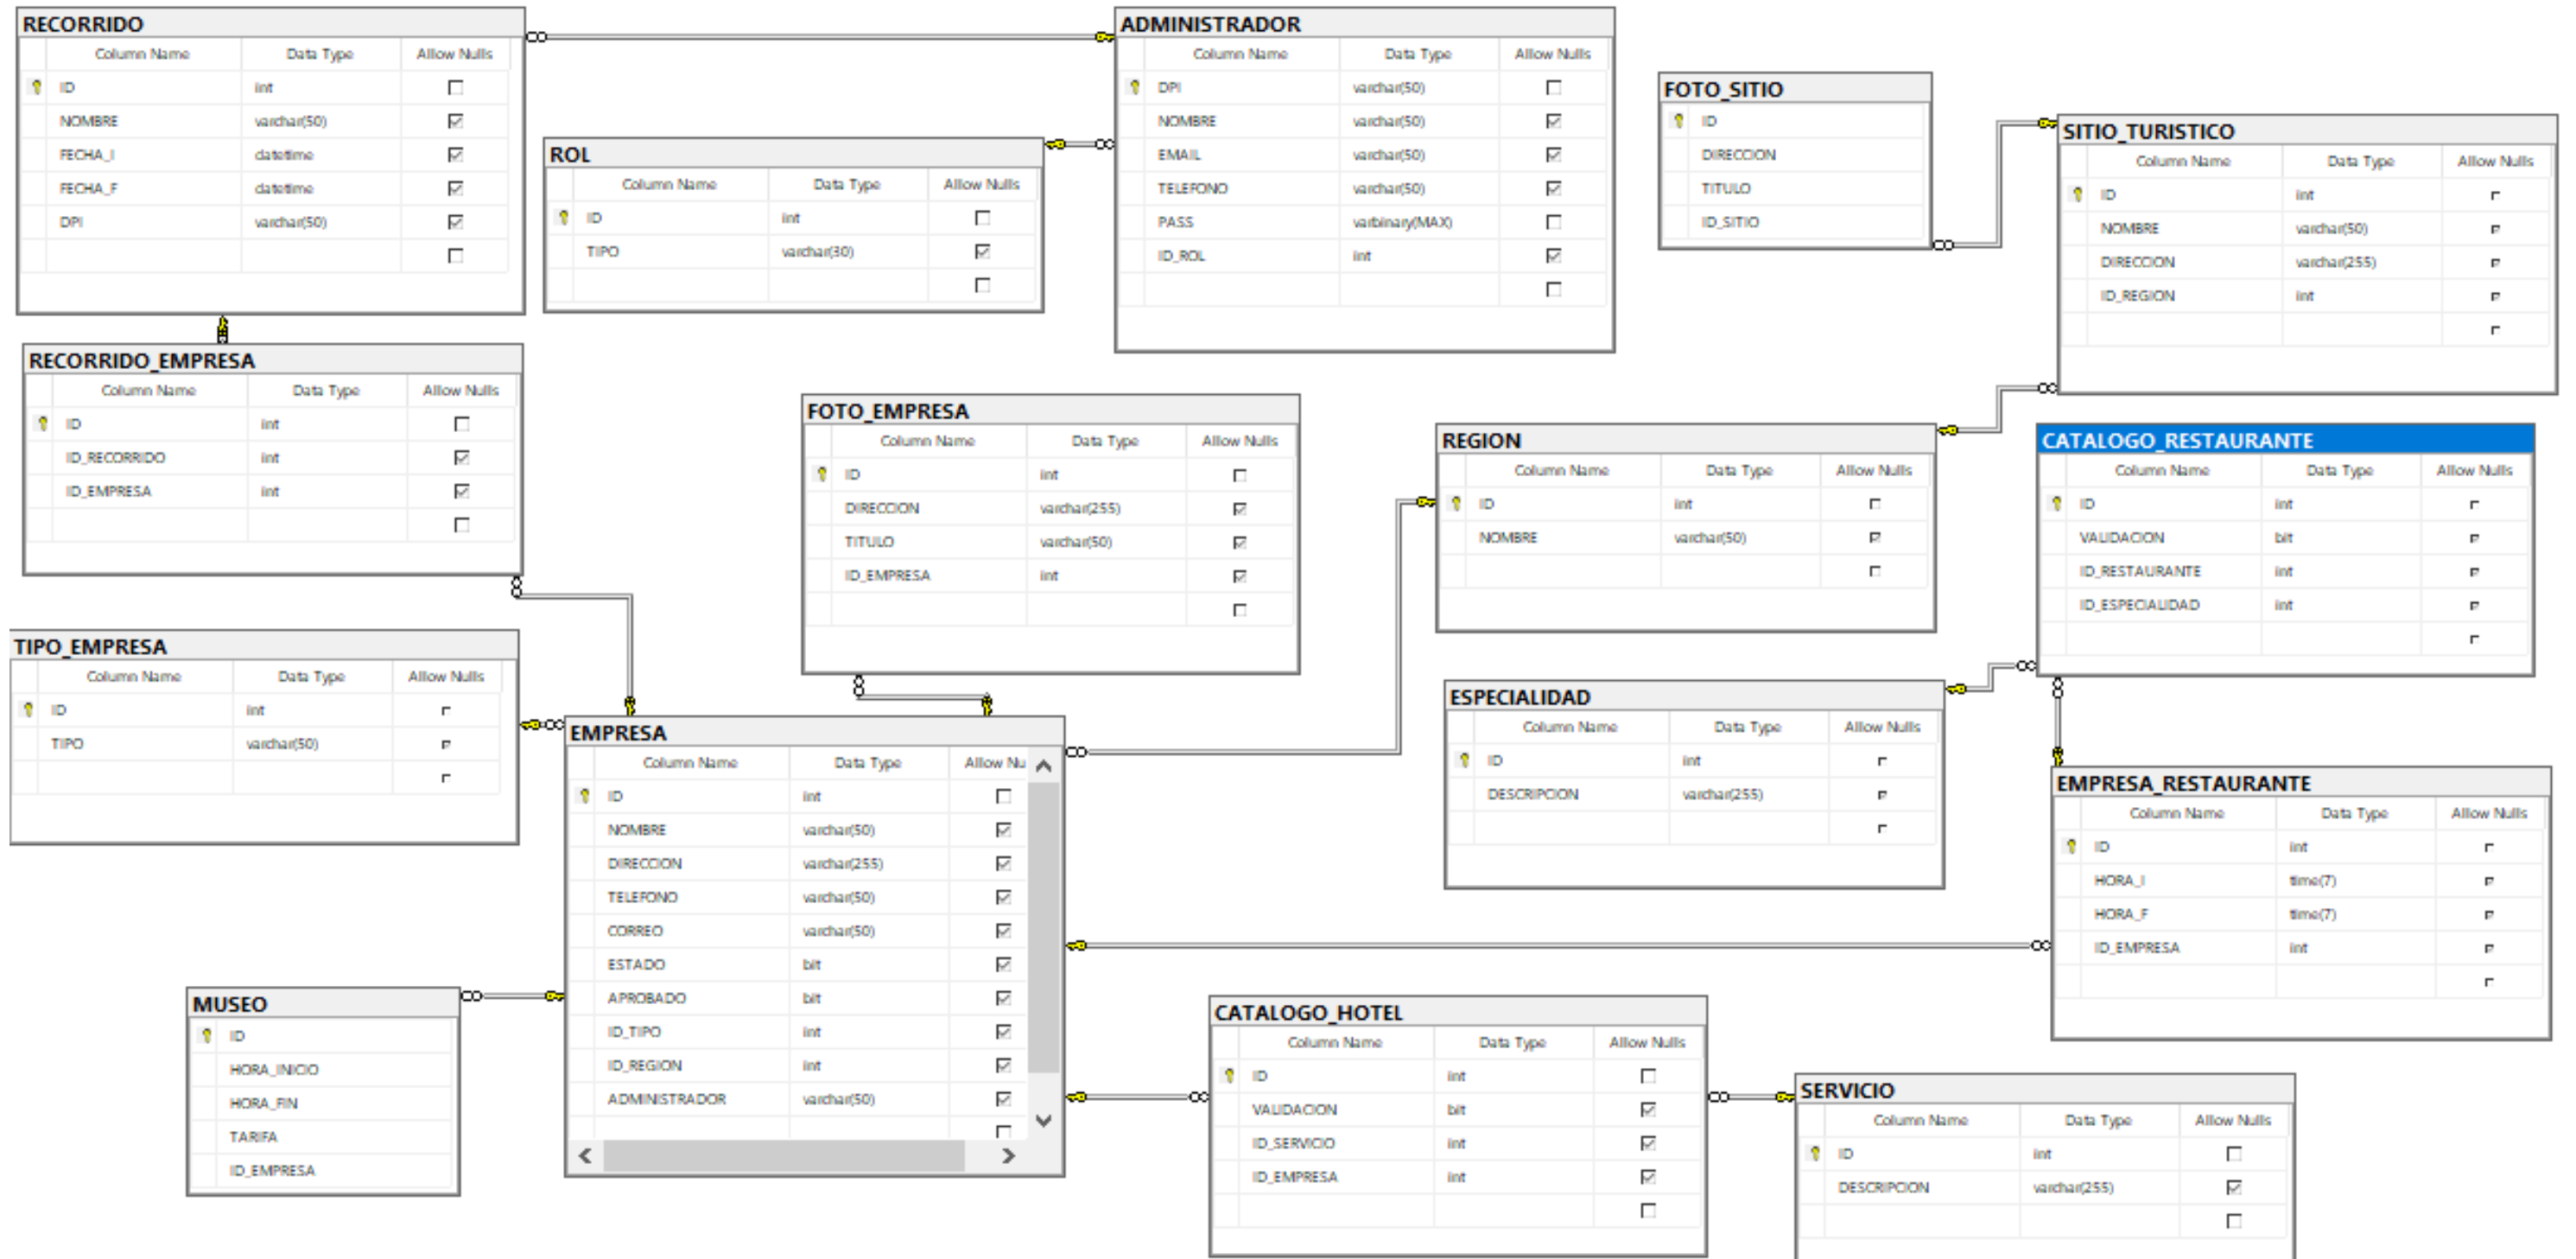 RECORRIDO
Column Name Data Type Allow Nulls
ID int
NOMBRE varchar(50)
FECHA_I datetime
FECHA_F datetime
DPI varchar(50)
ADMINISTRADOR
Column Name Data Type Allow Nulls
DPI varchar(50)
NOMBRE varchar(50)
EMAIL varchar(50)
TELEFONO varchar(50)
PASS varbinary(MAX)
ID_ROL int
ROL
Column Name Data Type Allow Nulls
ID int
TIPO varchar(30)
FOTO_SITIO
ID
DIRECCION
TITULO
ID_SITIO
SITIO_TURISTICO
Column Name Data Type Allow Nulls
ID int
NOMBRE varchar(50)
DIRECCION varchar(255)
ID_REGION int
RECORRIDO_EMPRESA
Column Name Data Type Allow Nulls
ID int
ID_RECORRIDO int
ID_EMPRESA int
FOTO_EMPRESA
Column Name Data Type Allow Nulls
ID int
DIRECCION varchar(255)
TITULO varchar(50)
ID_EMPRESA int
REGION
Column Name Data Type Allow Nulls
ID int
NOMBRE varchar(50)
CATALOGO_RESTAURANTE
Column Name Data Type Allow Nulls
ID int
VALIDACION bit
ID_RESTAURANTE int
ID_ESPECIALIDAD int
TIPO_EMPRESA
Column Name Data Type Allow Nulls
ID int
TIPO varchar(50)
EMPRESA
Column Name Data Type Allow Nu
ID int
NOMBRE varchar(50)
DIRECCION varchar(255)
TELEFONO varchar(50)
CORREO varchar(50)
ESTADO bit
APROBADO bit
ID_TIPO int
ID_REGION int
ADMINISTRADOR varchar(50)
ESPECIALIDAD
Column Name Data Type Allow Nulls
ID int
DESCRIPCION varchar(255)
EMPRESA_RESTAURANTE
Column Name Data Type Allow Nulls
ID int
HORA_I time(7)
HORA_F time(7)
ID_EMPRESA int
MUSEO
ID
HORA_INICIO
HORA_FIN
TARIFA
ID_EMPRESA
CATALOGO_HOTEL
Column Name Data Type Allow Nulls
ID int
VALIDACION bit
ID_SERVICIO int
ID_EMPRESA int
SERVICIO
Column Name Data Type Allow Nulls
ID int
DESCRIPCION varchar(255)